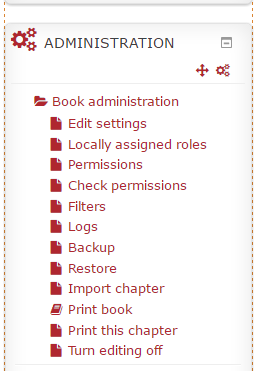 ADMINISTRATION
Book administration
Edit settings
Locally assigned roles
Permissions
Check permissions
Filters
Logs
Backup
Restore
Import chapter
Print book
Print this chapter
Turn editing off